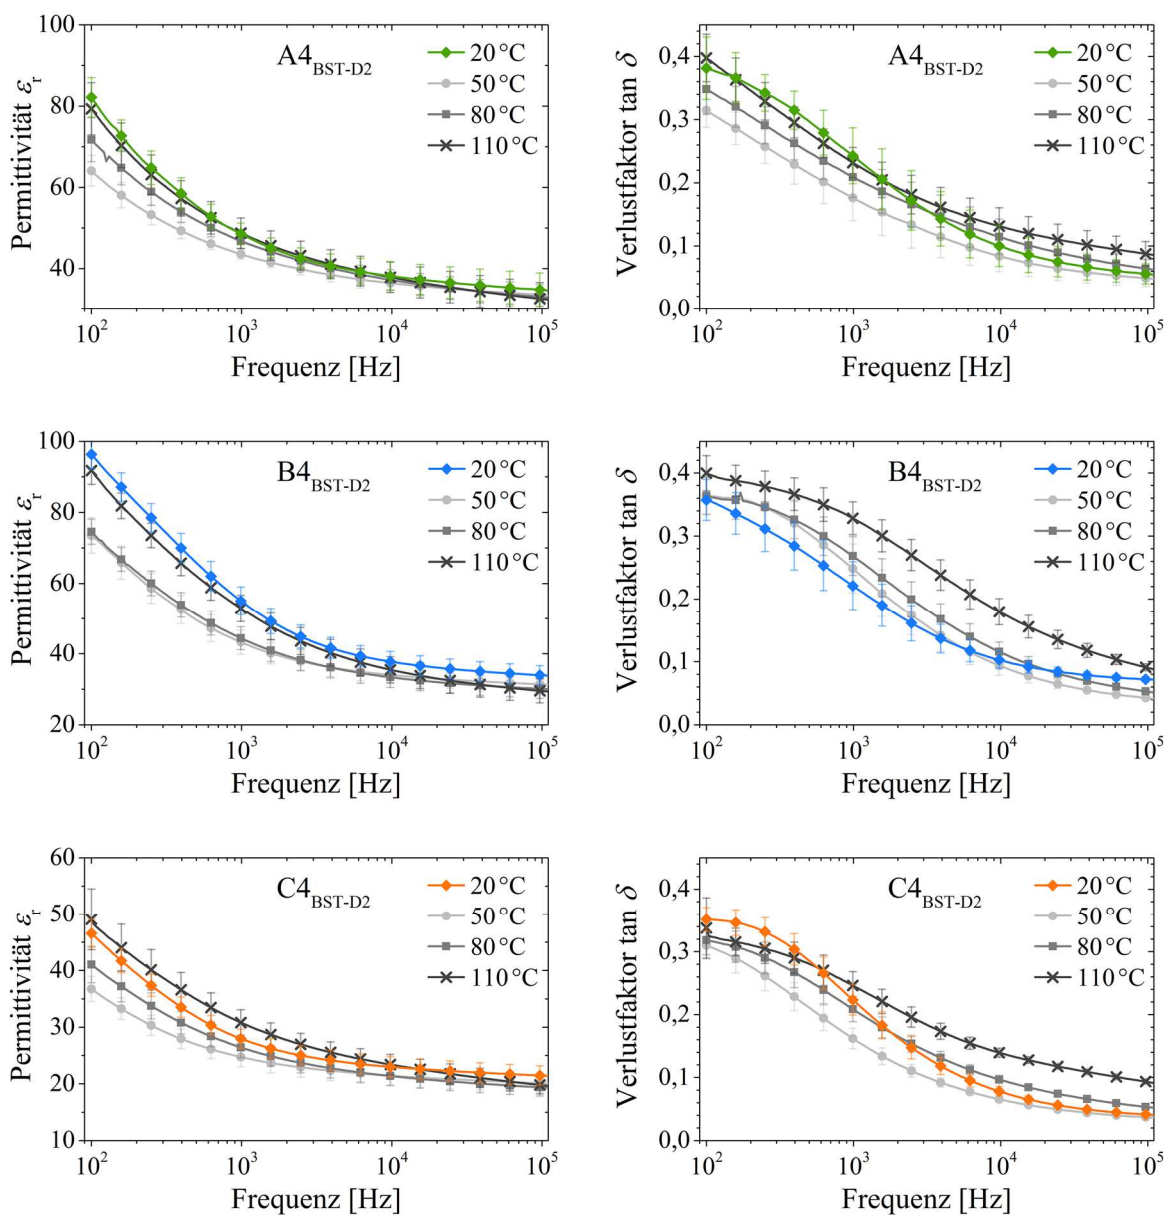 100
80
60
40
Permittivität εr
A4BST-D2
20 °C
50 °C
80 °C
110 °C
10² 10³ 10⁴ 10⁵
Frequenz [Hz]
0,4
0,3
0,2
0,1
0,0
Verlustfaktor tan δ
A4BST-D2
20 °C
50 °C
80 °C
110 °C
10² 10³ 10⁴ 10⁵
Frequenz [Hz]
100
80
60
40
20
Permittivität εr
B4BST-D2
20 °C
50 °C
80 °C
110 °C
10² 10³ 10⁴ 10⁵
Frequenz [Hz]
0,4
0,3
0,2
0,1
0,0
Verlustfaktor tan δ
B4BST-D2
20 °C
50 °C
80 °C
110 °C
10² 10³ 10⁴ 10⁵
Frequenz [Hz]
60
50
40
30
20
10
Permittivität εr
C4BST-D2
20 °C
50 °C
80 °C
110 °C
10² 10³ 10⁴ 10⁵
Frequenz [Hz]
0,4
0,3
0,2
0,1
0,0
Verlustfaktor tan δ
C4BST-D2
20 °C
50 °C
80 °C
110 °C
10² 10³ 10⁴ 10⁵
Frequenz [Hz]